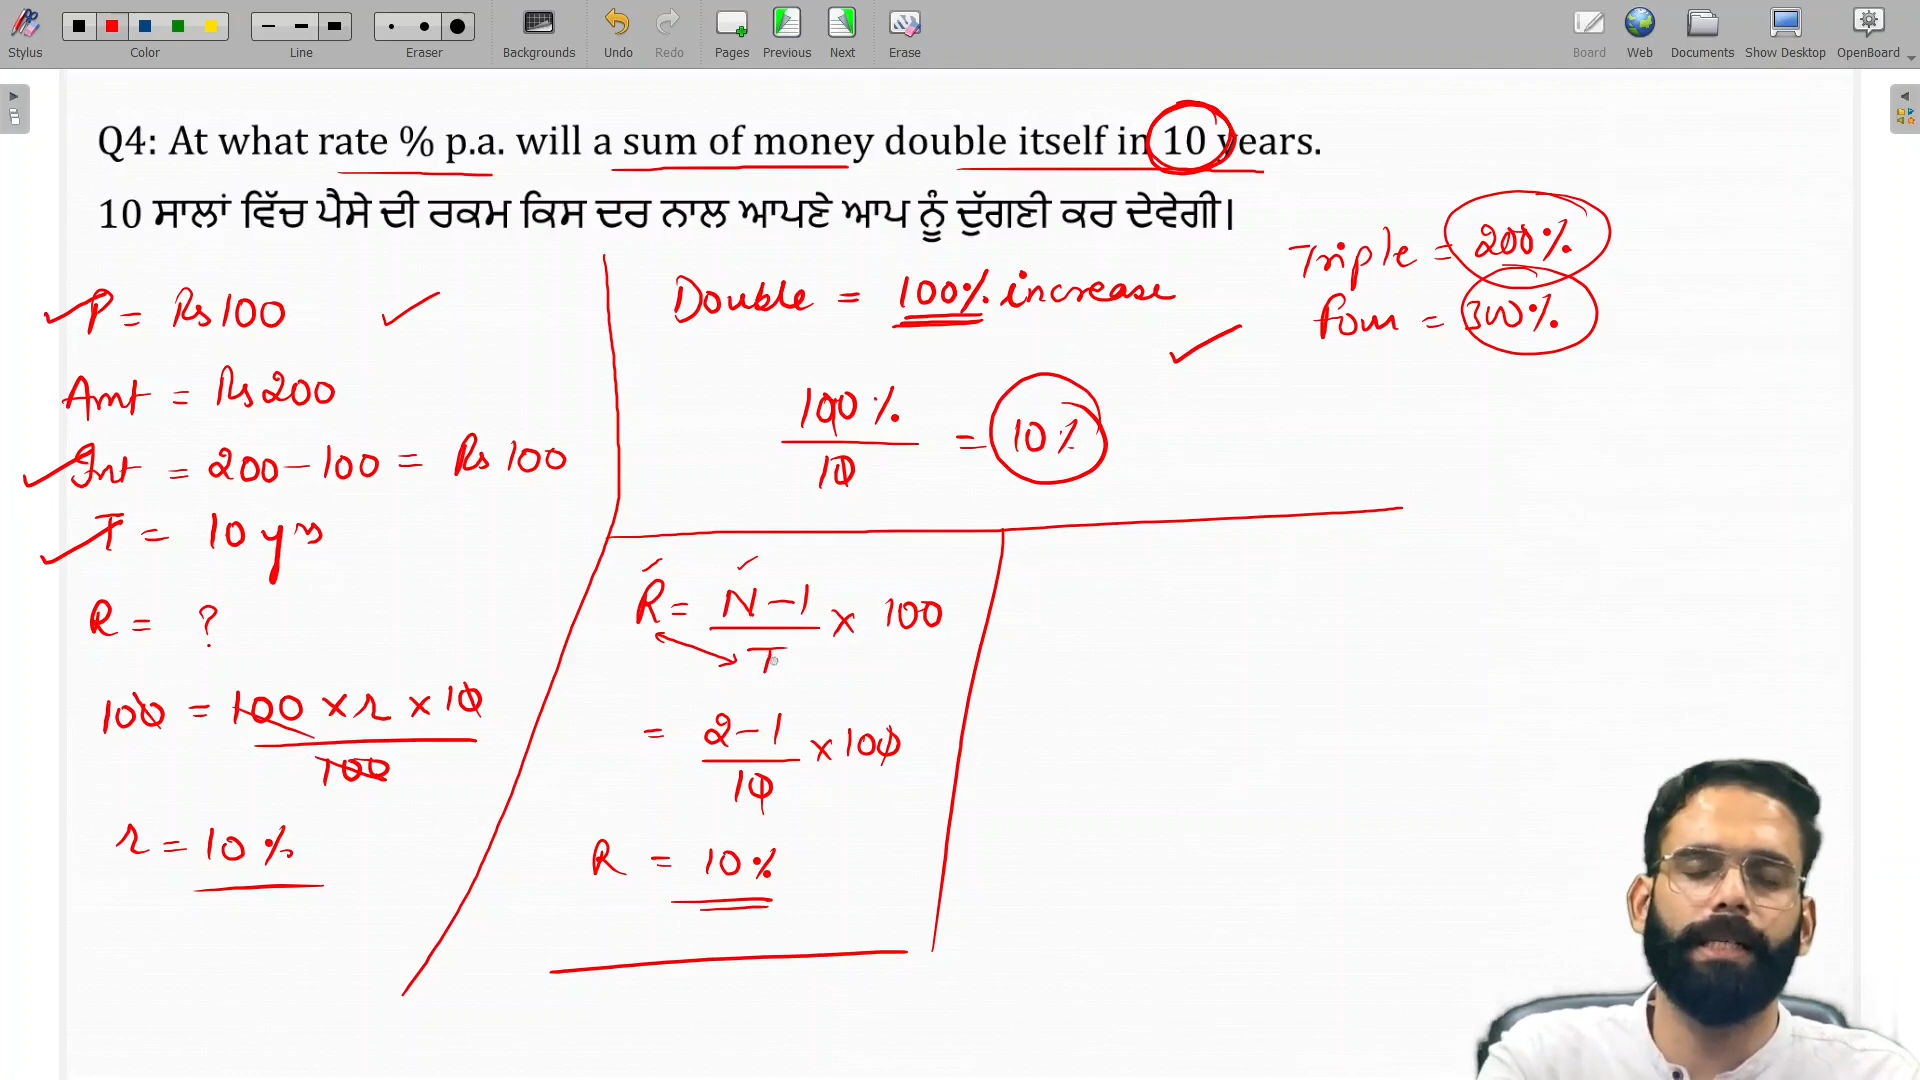 Stylus
Color
Line
Eraser
Backgrounds
Undo
Redo
Pages
Previous
Next
Erase
Board
Web
Documents
Show Desktop
OpenBoard
Q4: At what rate % p.a. will a sum of money double itself in 10 years.
10 ਸਾਲਾਂ ਵਿੱਚ ਪੈਸੇ ਦੀ ਰਕਮ ਕਿਸ ਦਰ ਨਾਲ ਆਪਣੇ ਆਪ ਨੂੰ ਦੁੱਗਣੀ ਕਰ ਦੇਵੇਗੀ।
P = Rs 100
Amt = Rs 200
Int = 200 - 100 = Rs 100
T = 10 yrs
R = ?
100 = 100 × r × 10
100
r = 10%
Double = 100% increase
100%
10
= 10%
Triple = 200%
four = 300%
R = N-1 × 100
T
= 2-1 × 100
10
R = 10%